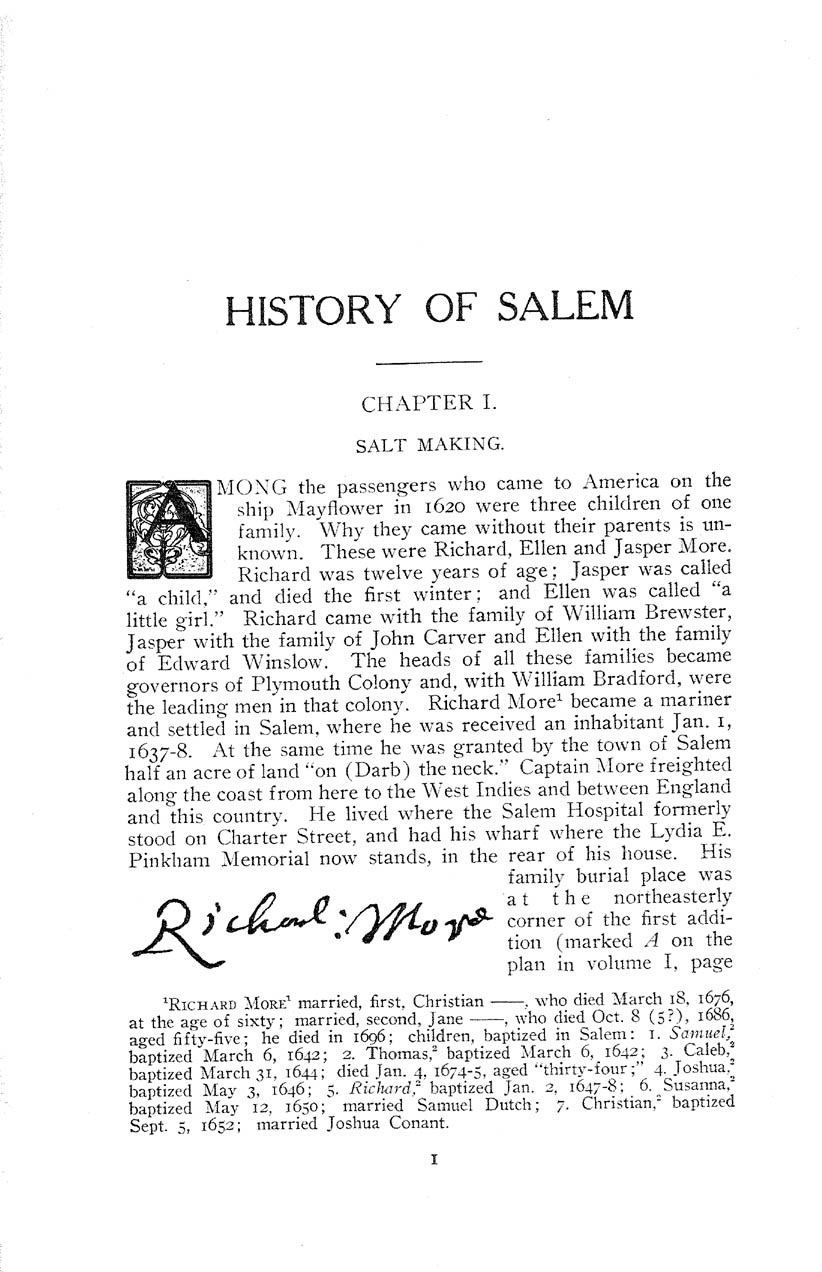 HISTORY OF SALEM
CHAPTER I.
SALT MAKING.
AMONG the passengers who came to America on the
ship Mayflower in 1620 were three children of one
family. Why they came without their parents is un-
known. These were Richard, Ellen and Jasper More.
Richard was twelve years of age; Jasper was called
“a child,” and died the first winter; and Ellen was called “a
little girl.” Richard came with the family of William Brewster,
Jasper with the family of John Carver and Ellen with the family
of Edward Winslow. The heads of all these families became
governors of Plymouth Colony and, with William Bradford, were
the leading men in that colony. Richard More¹ became a mariner
and settled in Salem, where he was received an inhabitant Jan. 1,
1637-8. At the same time he was granted by the town of Salem
half an acre of land “on (Darb) the neck.” Captain More freighted
along the coast from here to the West Indies and between England
and this country. He lived where the Salem Hospital formerly
stood on Charter Street, and had his wharf where the Lydia E.
Pinkham Memorial now stands, in the rear of his house. His
family burial place was
at the northeasterly
corner of the first addi-
tion (marked A on the
plan in volume I, page
Richard: More
¹RICHARD MORE¹ married, first, Christian ——, who died March 18, 1676,
at the age of sixty; married, second, Jane ——, who died Oct. 8 (5?), 1686,
aged fifty-five; he died in 1696; children, baptized in Salem: 1. Samuel,²
baptized March 6, 1642; 2. Thomas,² baptized March 6, 1642; 3. Caleb,²
baptized March 31, 1644; died Jan. 4, 1674-5, aged “thirty-four;” 4. Joshua,²
baptized May 3, 1646; 5. Richard,² baptized Jan. 2, 1647-8; 6. Susanna,²
baptized May 12, 1650; married Samuel Dutch; 7. Christian,² baptized
Sept. 5, 1652; married Joshua Conant.
1